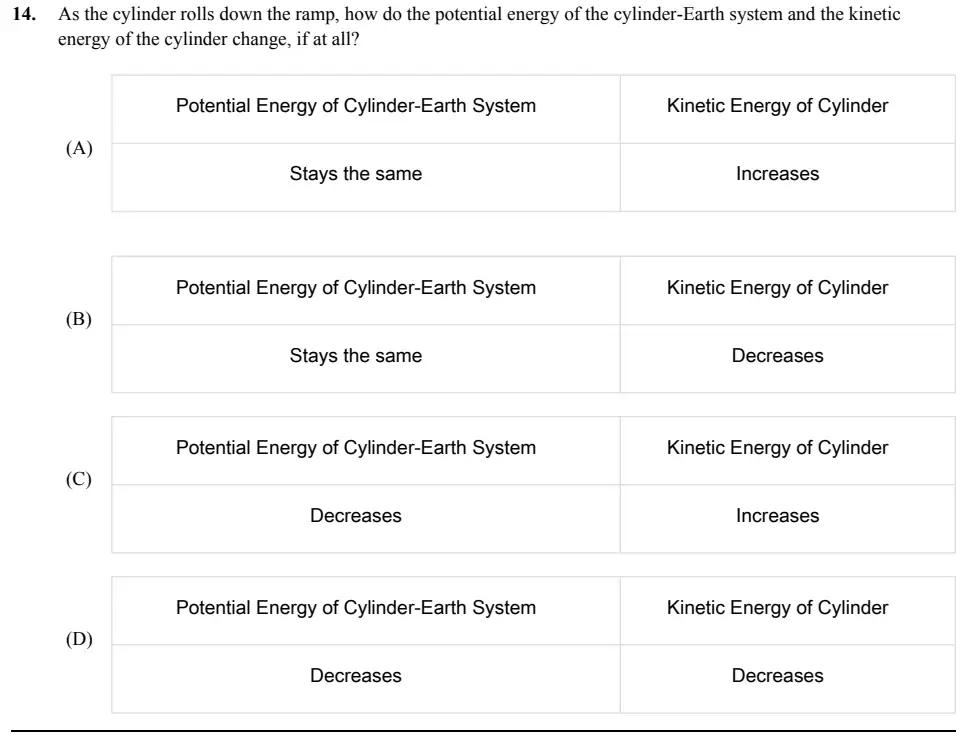 14. As the cylinder rolls down the ramp, how do the potential energy of the cylinder-Earth system and the kinetic
energy of the cylinder change, if at all?
Potential Energy of Cylinder-Earth System Kinetic Energy of Cylinder
(A)
Stays the same Increases
Potential Energy of Cylinder-Earth System Kinetic Energy of Cylinder
(B)
Stays the same Decreases
Potential Energy of Cylinder-Earth System Kinetic Energy of Cylinder
(C)
Decreases Increases
Potential Energy of Cylinder-Earth System Kinetic Energy of Cylinder
(D)
Decreases Decreases